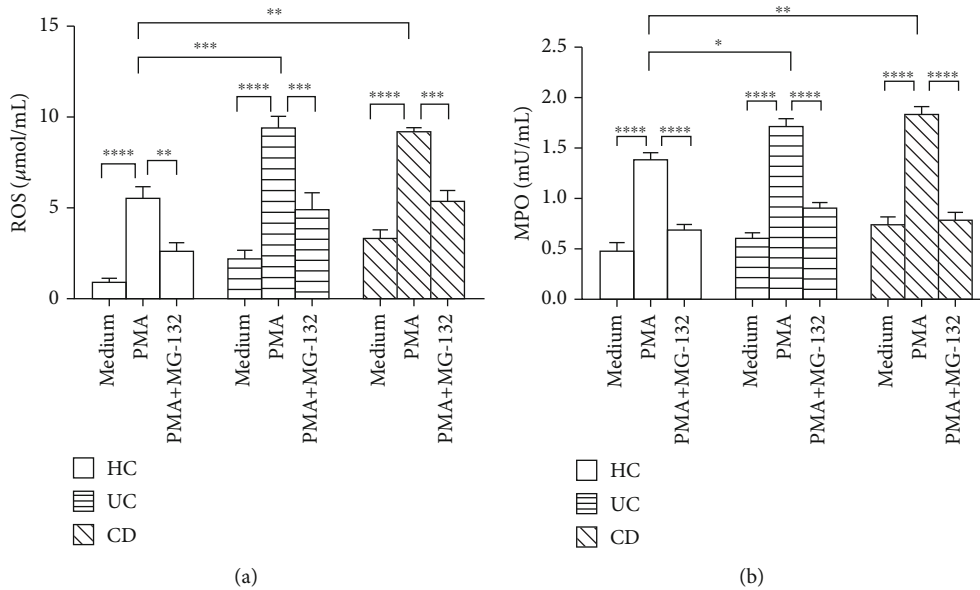 **
***
**** *** **** ***
**** **
15
10
5
0
ROS (µmol/mL)
Medium
PMA
PMA+MG-132
Medium
PMA
PMA+MG-132
Medium
PMA
PMA+MG-132
HC
UC
CD
(a)
**
*
**** **** **** ****
**** ****
2.5
2.0
1.5
1.0
0.5
0.0
MPO (mU/mL)
Medium
PMA
PMA+MG-132
Medium
PMA
PMA+MG-132
Medium
PMA
PMA+MG-132
HC
UC
CD
(b)